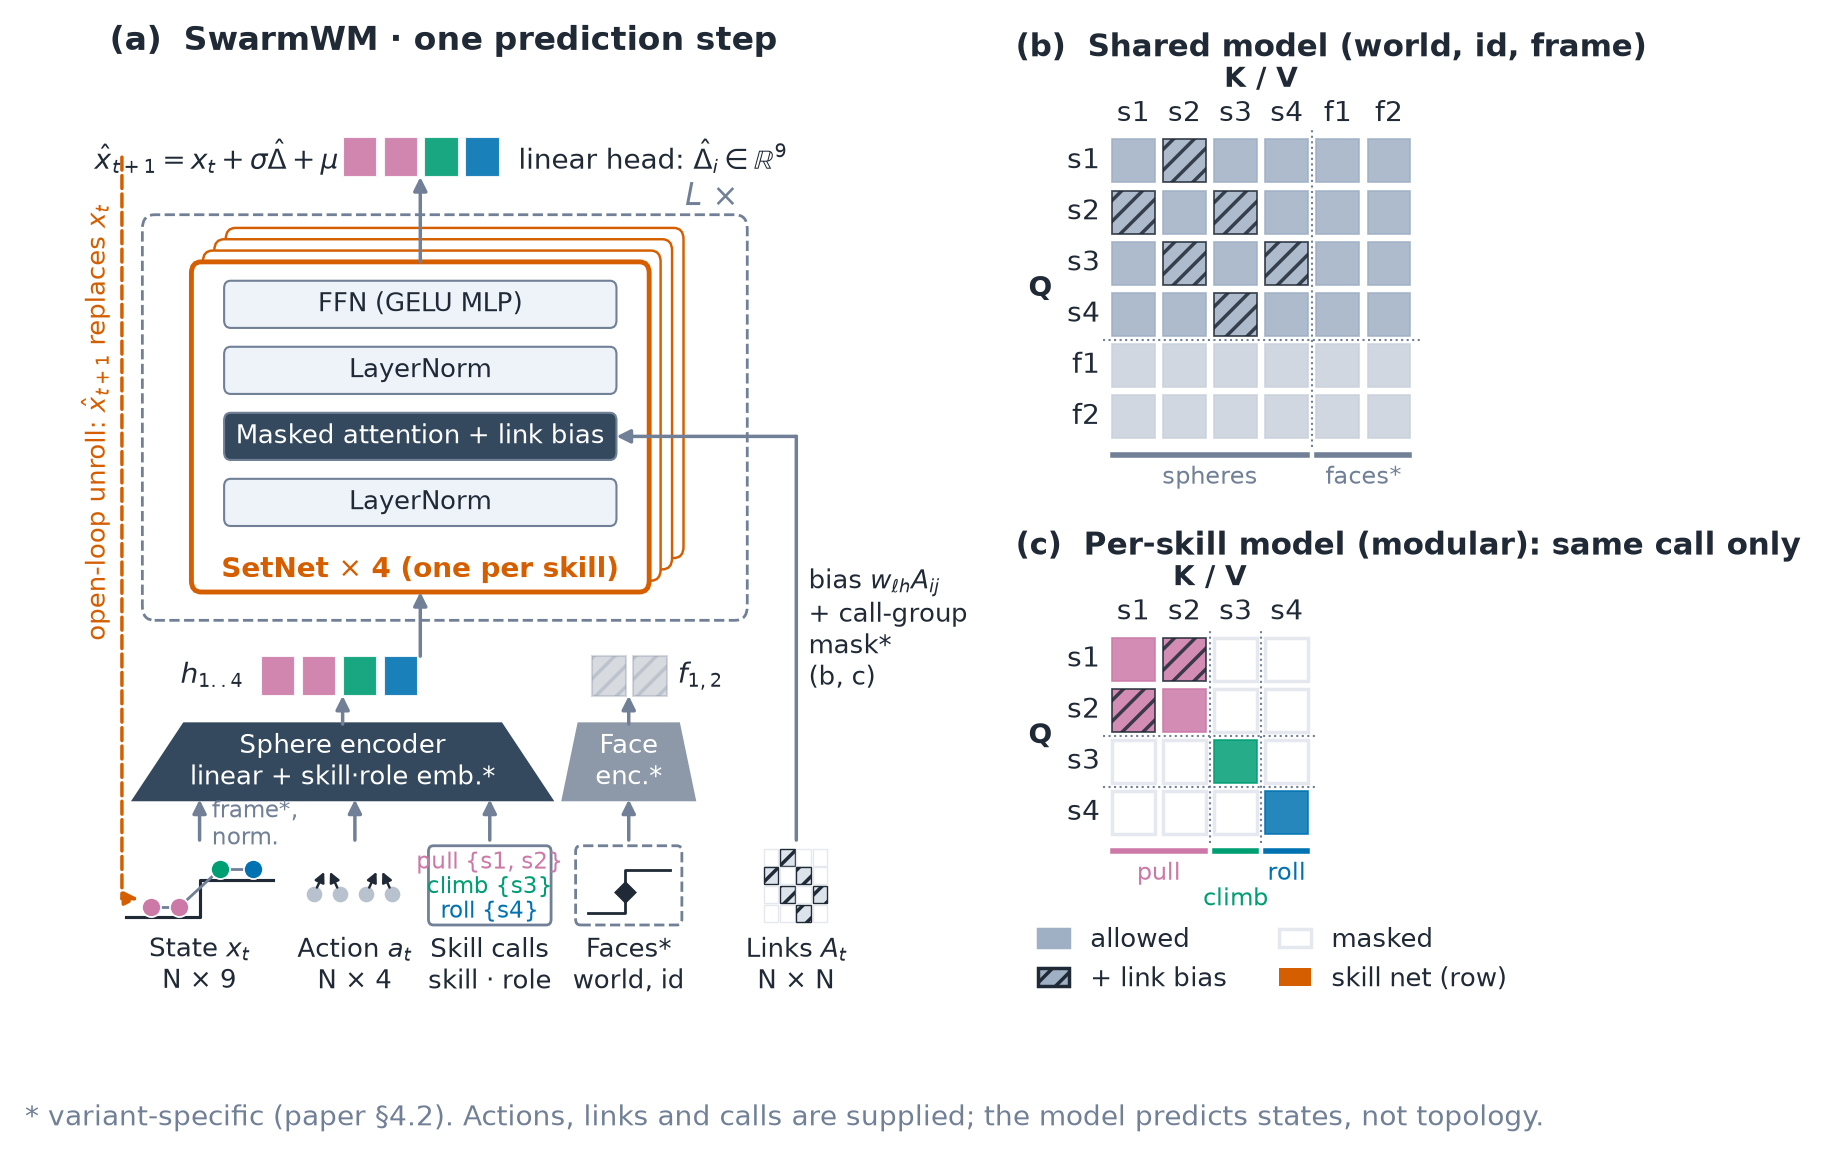 (a)  SwarmWM · one prediction step
x̂ₜ₊₁ = xₜ + σΔ̂ + μ
linear head: Δ̂ᵢ ∈ ℝ⁹
L ×
open-loop unroll: x̂ₜ₊₁ replaces xₜ
FFN (GELU MLP)
LayerNorm
Masked attention + link bias
LayerNorm
SetNet × 4 (one per skill)
bias w_{ℓh}A_{ij}
+ call-group
mask*
(b, c)
h₁..₄
f₁,₂
Sphere encoder
linear + skill·role emb.*
Face
enc.*
frame*,
norm.
pull {s1, s2}
climb {s3}
roll {s4}
State xₜ
N × 9
Action aₜ
N × 4
Skill calls
skill · role
Faces*
world, id
Links Aₜ
N × N
(b)  Shared model (world, id, frame)
K / V
s1 s2 s3 s4 f1 f2
Q
s1
s2
s3
s4
f1
f2
spheres faces*
(c)  Per-skill model (modular): same call only
K / V
s1 s2 s3 s4
Q
s1
s2
s3
s4
pull roll
climb
allowed masked
+ link bias skill net (row)
* variant-specific (paper §4.2). Actions, links and calls are supplied; the model predicts states, not topology.